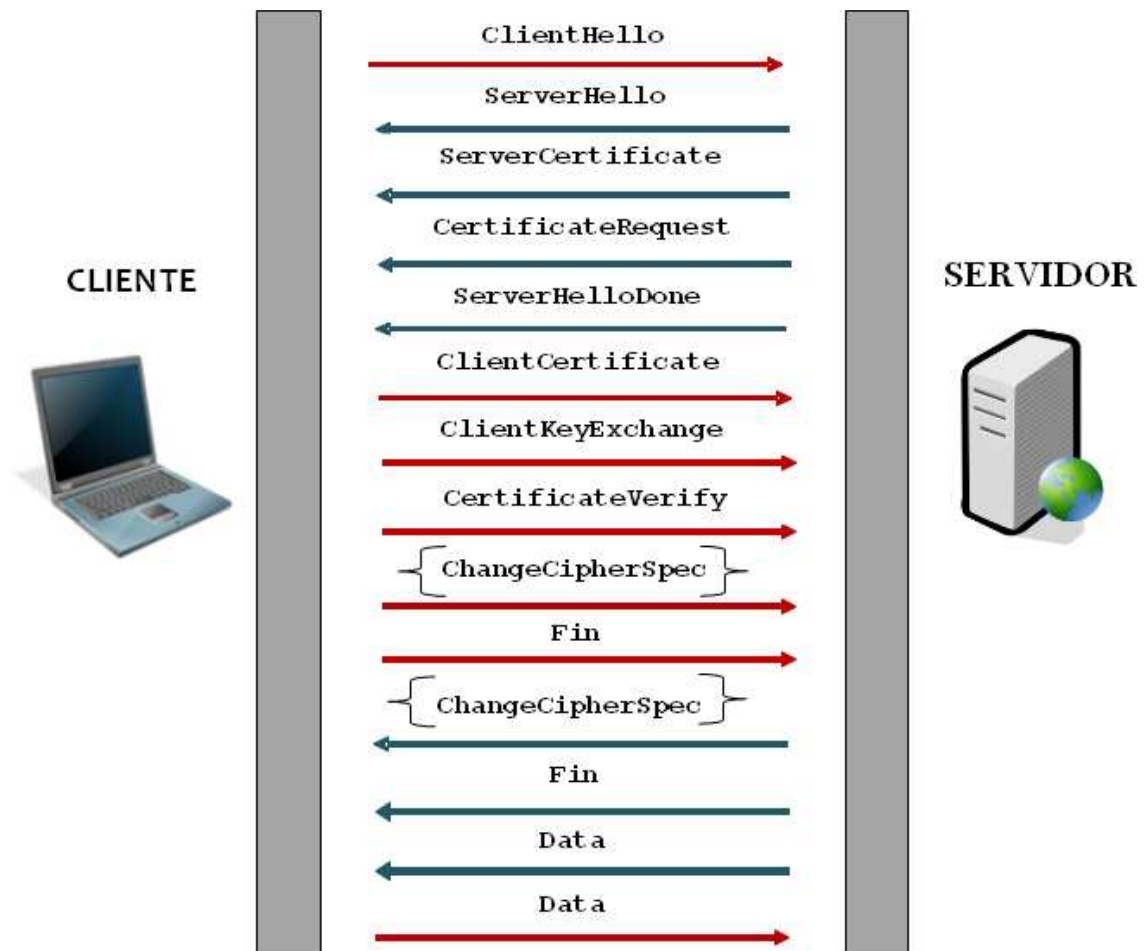 ClientHello
ServerHello
ServerCertificate
CertificateRequest
CLIENTE
SERVIDOR
ServerHelloDone
ClientCertificate
ClientKeyExchange
CertificateVerify
ChangeCipherSpec
Fin
ChangeCipherSpec
Fin
Data
Data